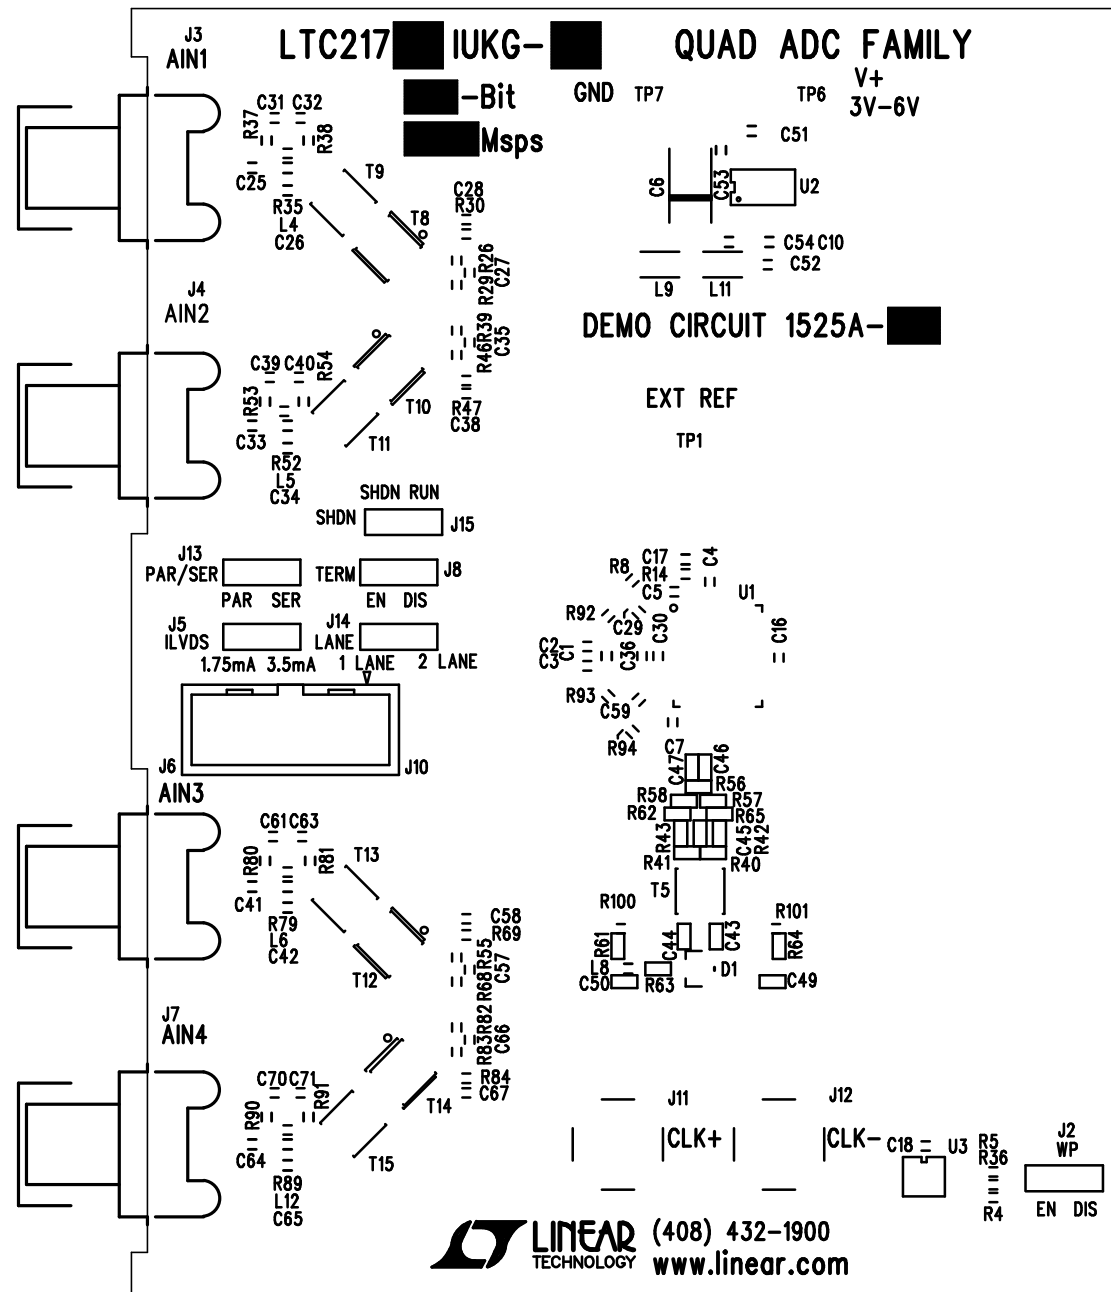 J3
AIN1
LTC217 IUKG-
QUAD ADC FAMILY
-Bit
Msps
GND
TP7
TP6
V+
3V-6V
C31 C32
R37
R38
C25
R35
L4
C26
T9
T8
C28
R30
R26
R29
C27
C51
C6
C53
U2
C54 C10
C52
L9
L11
J4
AIN2
DEMO CIRCUIT 1525A-
R39
R46
C35
C39 C40
R54
R53
C33
R52
L5
C34
T10
T11
R47
C38
EXT REF
TP1
SHDN RUN
SHDN
J15
J13
PAR/SER
PAR SER
TERM
J8
EN DIS
J5
ILVDS
1.75mA 3.5mA
J14
LANE
1 LANE 2 LANE
J10
C17
R14
C5
C4
R8
U1
R92
C29
C30
C2
C3
C1
C36
C16
R93
C59
R94
C7
C47
C46
R56
R58
R57
R62
R65
R43
C45
R42
R41
R40
T5
R100
R101
R61
C44
C43
R64
L8
C50
R63
D1
C49
J6
AIN3
C61 C63
R80
R81
C41
R79
L6
C42
T13
T12
C58
R69
R55
R68
C57
J7
AIN4
R82
R83
C66
C70 C71
R91
R90
C64
R89
L12
C65
T14
T15
R84
C67
J11
CLK+
J12
CLK-
C18
U3
R5
R36
R4
J2
WP
EN DIS
LINEAR
TECHNOLOGY
(408) 432-1900
www.linear.com